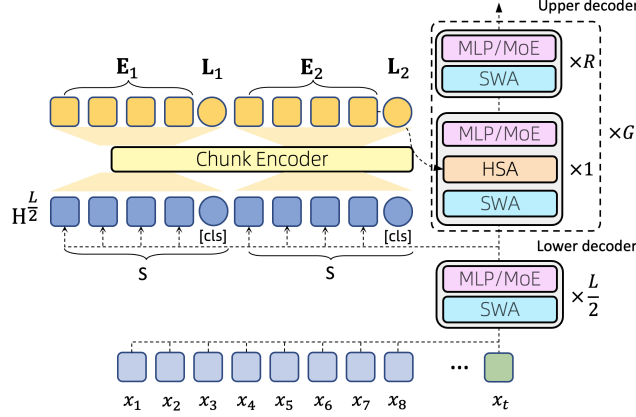 Upper decoder
MLP/MoE
SWA
×R
E₁ L₁ E₂ L₂
MLP/MoE
HSA
SWA
×1
×G
Chunk Encoder
H^{L/2}
[cls] [cls]
S S
Lower decoder
MLP/MoE
SWA
×L/2
...
x₁ x₂ x₃ x₄ x₅ x₆ x₇ x₈ xₜ